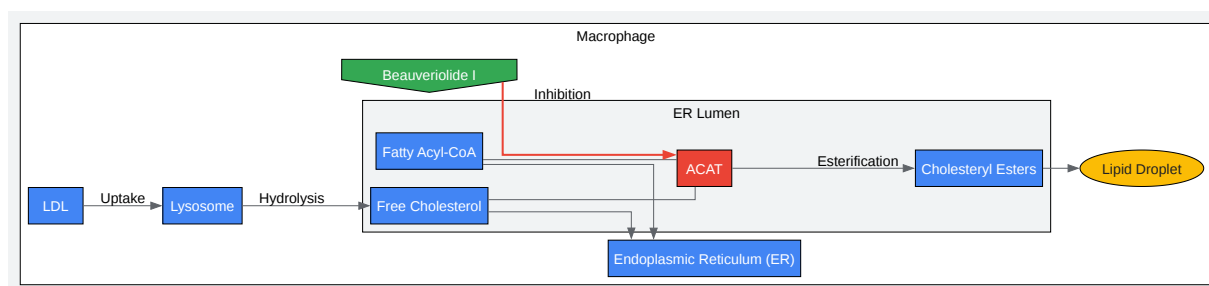 Macrophage
Beauveriolide I
Inhibition
ER Lumen
Fatty Acyl-CoA
ACAT
Esterification
Cholesteryl Esters
Lipid Droplet
LDL
Uptake
Lysosome
Hydrolysis
Free Cholesterol
Endoplasmic Reticulum (ER)